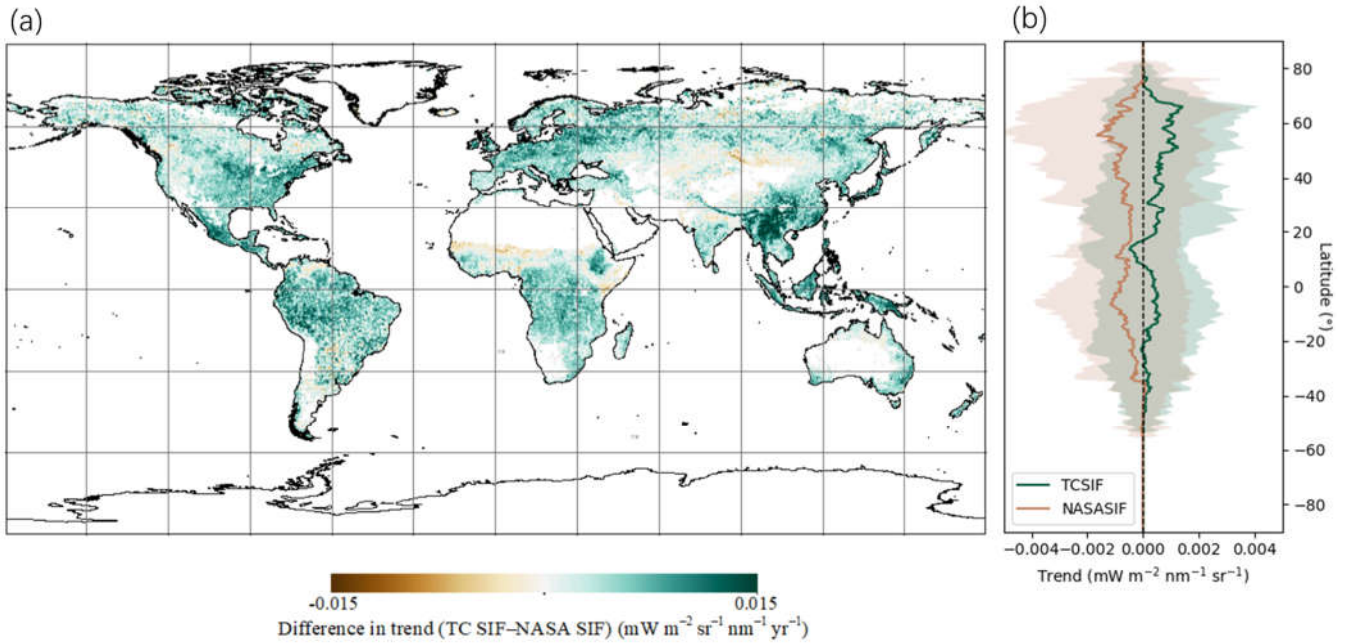 (a)
(b)
80
60
40
20
0
−20
−40
−60
−80
Latitude (°)
TCSIF
NASASIF
−0.004 −0.002 0.000 0.002 0.004
Trend (mW m⁻² nm⁻¹ sr⁻¹)
-0.015 0.015
Difference in trend (TC SIF–NASA SIF) (mW m⁻² sr⁻¹ nm⁻¹ yr⁻¹)